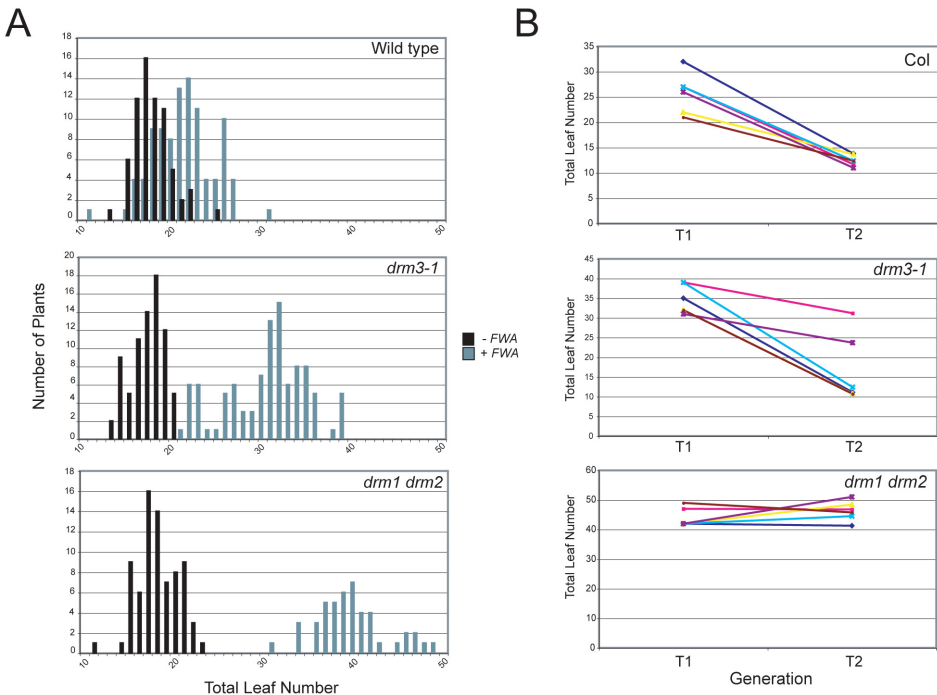 A
Wild type
18
16
14
12
10
8
6
4
2
0
10 20 30 40 50
drm3-1
20
18
16
14
12
10
8
6
4
2
0
10 20 30 40 50
drm1 drm2
18
16
14
12
10
8
6
4
2
0
10 20 30 40 50
Number of Plants
Total Leaf Number
- FWA
+ FWA
B
Col
35
30
25
20
15
10
5
0
Total Leaf Number
T1 T2
drm3-1
45
40
35
30
25
20
15
10
5
0
Total Leaf Number
T1 T2
drm1 drm2
60
50
40
30
20
10
0
Total Leaf Number
T1 T2
Generation